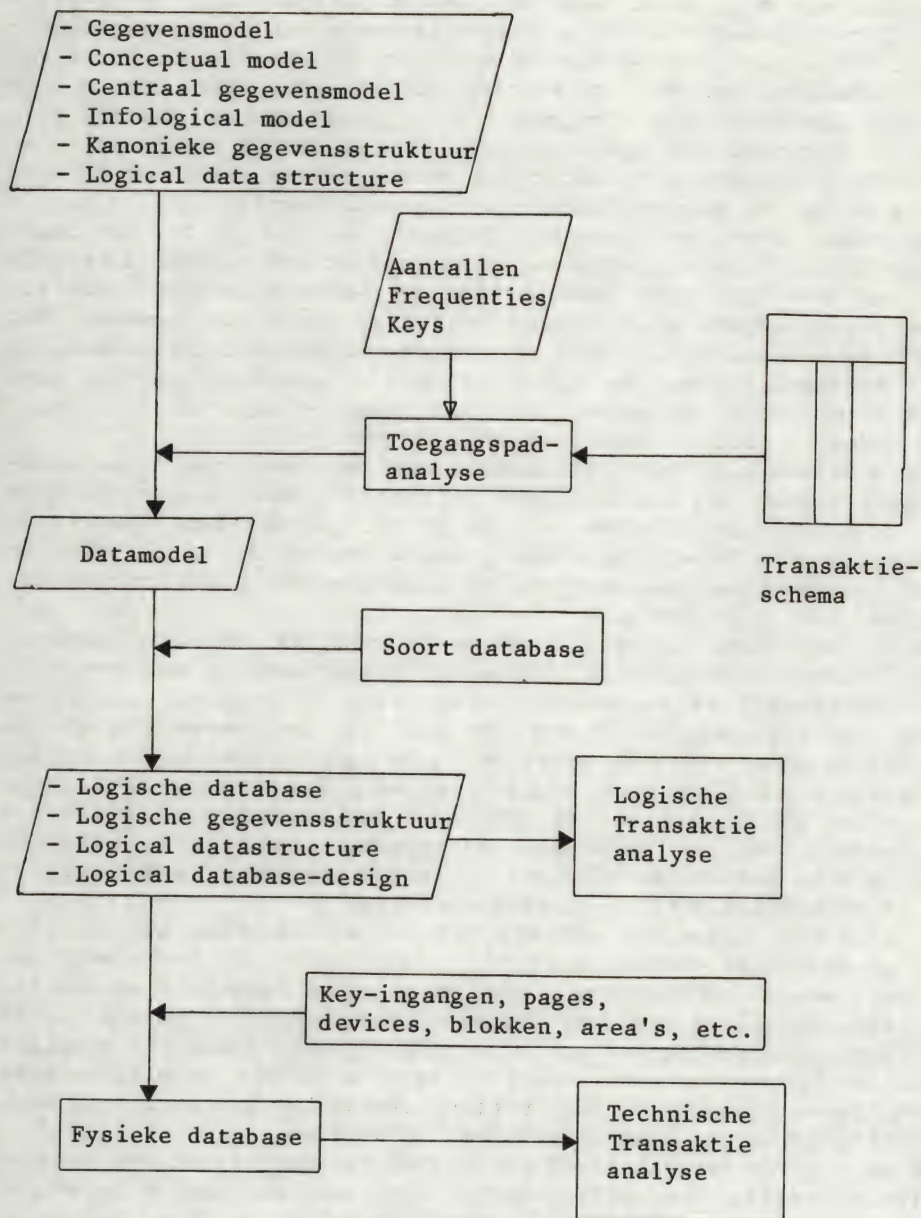 - Gegevensmodel
- Conceptual model
- Centraal gegevensmodel
- Infological model
- Kanonieke gegevensstruktuur
- Logical data structure
Aantallen
Frequenties
Keys
Toegangspad-
analyse
Transaktie-
schema
Datamodel
Soort database
- Logische database
- Logische gegevensstruktuur
- Logical datastructure
- Logical database-design
Logische
Transaktie
analyse
Key-ingangen, pages,
devices, blokken, area's, etc.
Fysieke database
Technische
Transaktie
analyse